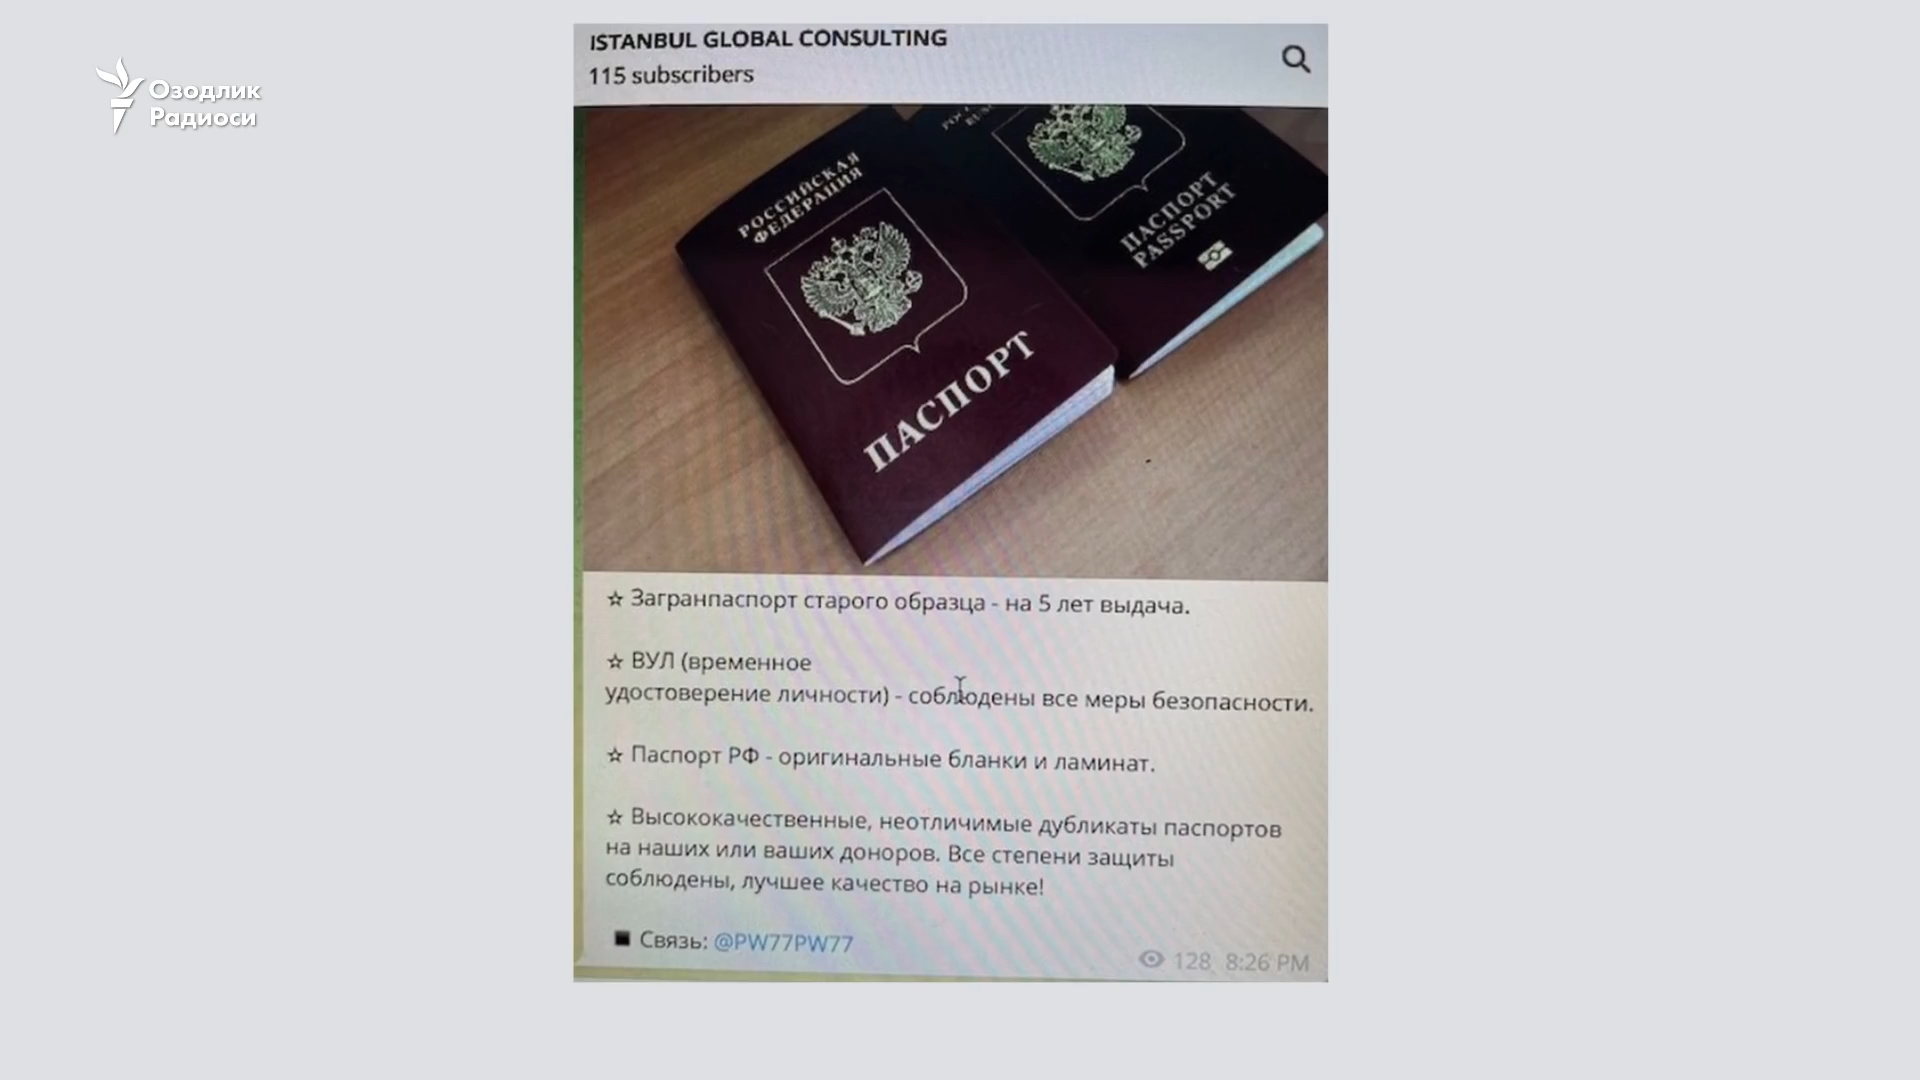 Озодлик
Радиоси
ISTANBUL GLOBAL CONSULTING
115 subscribers
РОССИЙСКАЯ
ФЕДЕРАЦИЯ
ПАСПОРТ
ПАСПОРТ
PASSPORT
☆ Загранпаспорт старого образца - на 5 лет выдача.
☆ ВУЛ (временное
удостоверение личности) - соблюдены все меры безопасности.
☆ Паспорт РФ - оригинальные бланки и ламинат.
☆ Высококачественные, неотличимые дубликаты паспортов
на наших или ваших доноров. Все степени защиты
соблюдены, лучшее качество на рынке!
■ Связь: @PW77PW77
128 8:26 PM